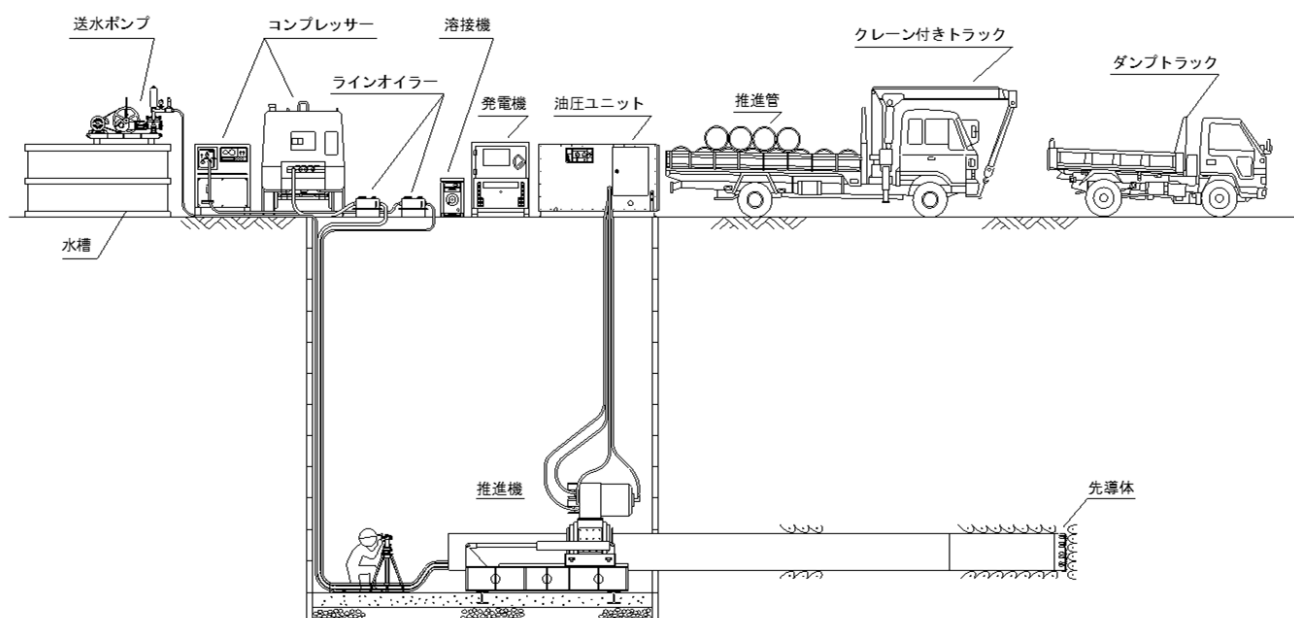 送水ポンプ
コンプレッサー
溶接機
クレーン付きトラック
ダンプトラック
ラインオイラー
発電機
油圧ユニット
推進管
水槽
推進機
先導体